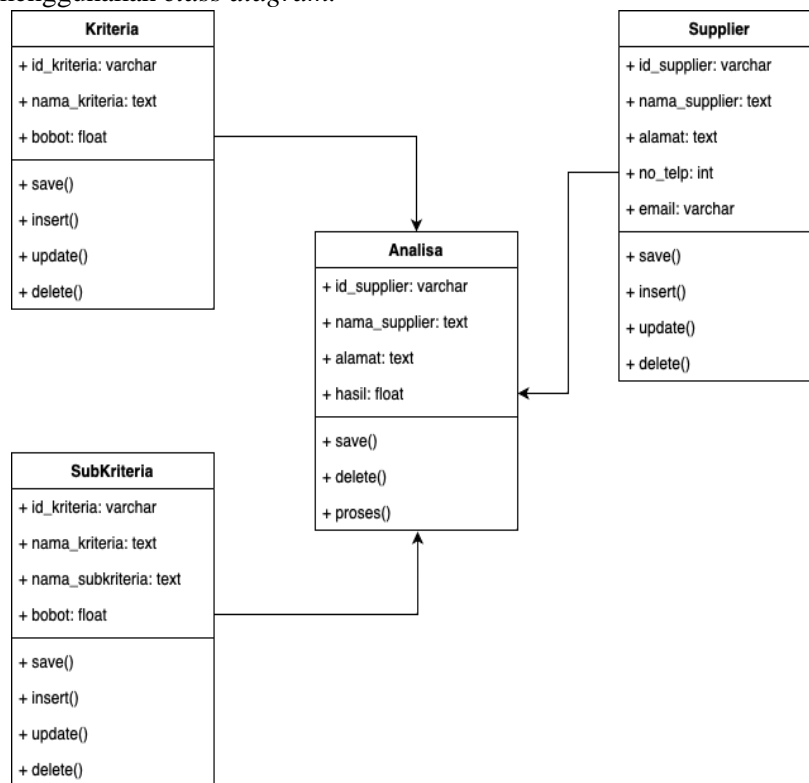 menggunakan class diagram.
Kriteria
+ id_kriteria: varchar
+ nama_kriteria: text
+ bobot: float
+ save()
+ insert()
+ update()
+ delete()
Supplier
+ id_supplier: varchar
+ nama_supplier: text
+ alamat: text
+ no_telp: int
+ email: varchar
+ save()
+ insert()
+ update()
+ delete()
Analisa
+ id_supplier: varchar
+ nama_supplier: text
+ alamat: text
+ hasil: float
+ save()
+ delete()
+ proses()
SubKriteria
+ id_kriteria: varchar
+ nama_kriteria: text
+ nama_subkriteria: text
+ bobot: float
+ save()
+ insert()
+ update()
+ delete()